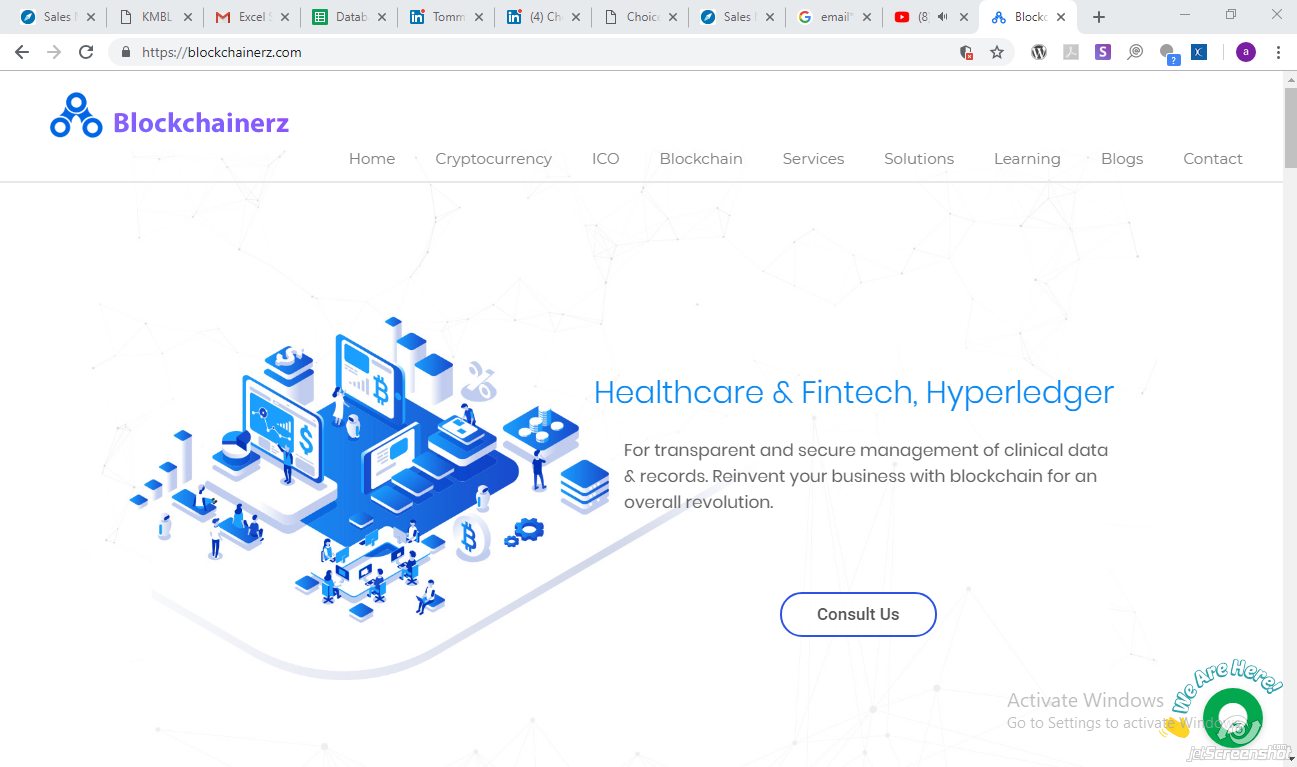 Sales
KMBL
Excel
Datab
Tomm
(4) Ch
Choice
Sales
email"
(8)
Blockc
https://blockchainerz.com
S
?
a
Blockchainerz
Home Cryptocurrency ICO Blockchain Services Solutions Learning Blogs Contact
Healthcare & Fintech, Hyperledger
For transparent and secure management of clinical data
& records. Reinvent your business with blockchain for an
overall revolution.
Consult Us
We Are Here!
Activate Windows
Go to Settings to activate Windows
jetScreenshot
.com